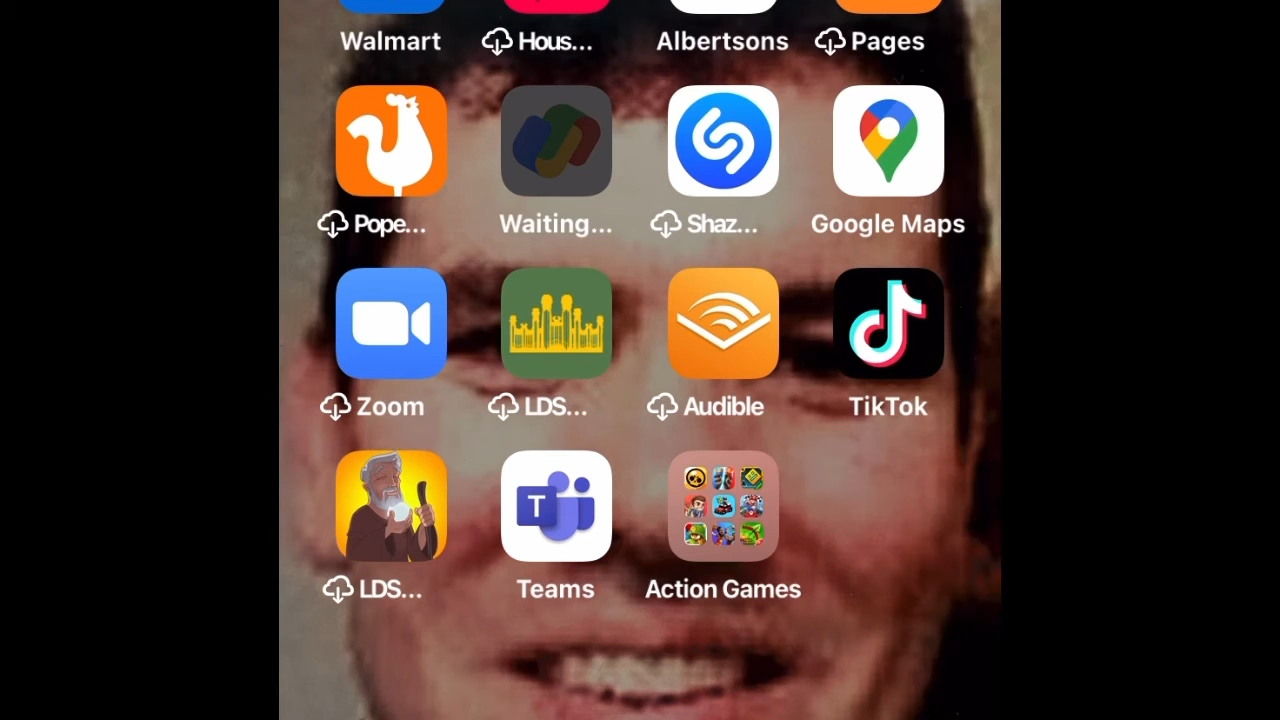 Walmart Hous... Albertsons Pages
Pope... Waiting... Shaz... Google Maps
Zoom LDS... Audible TikTok
T
LDS... Teams Action Games